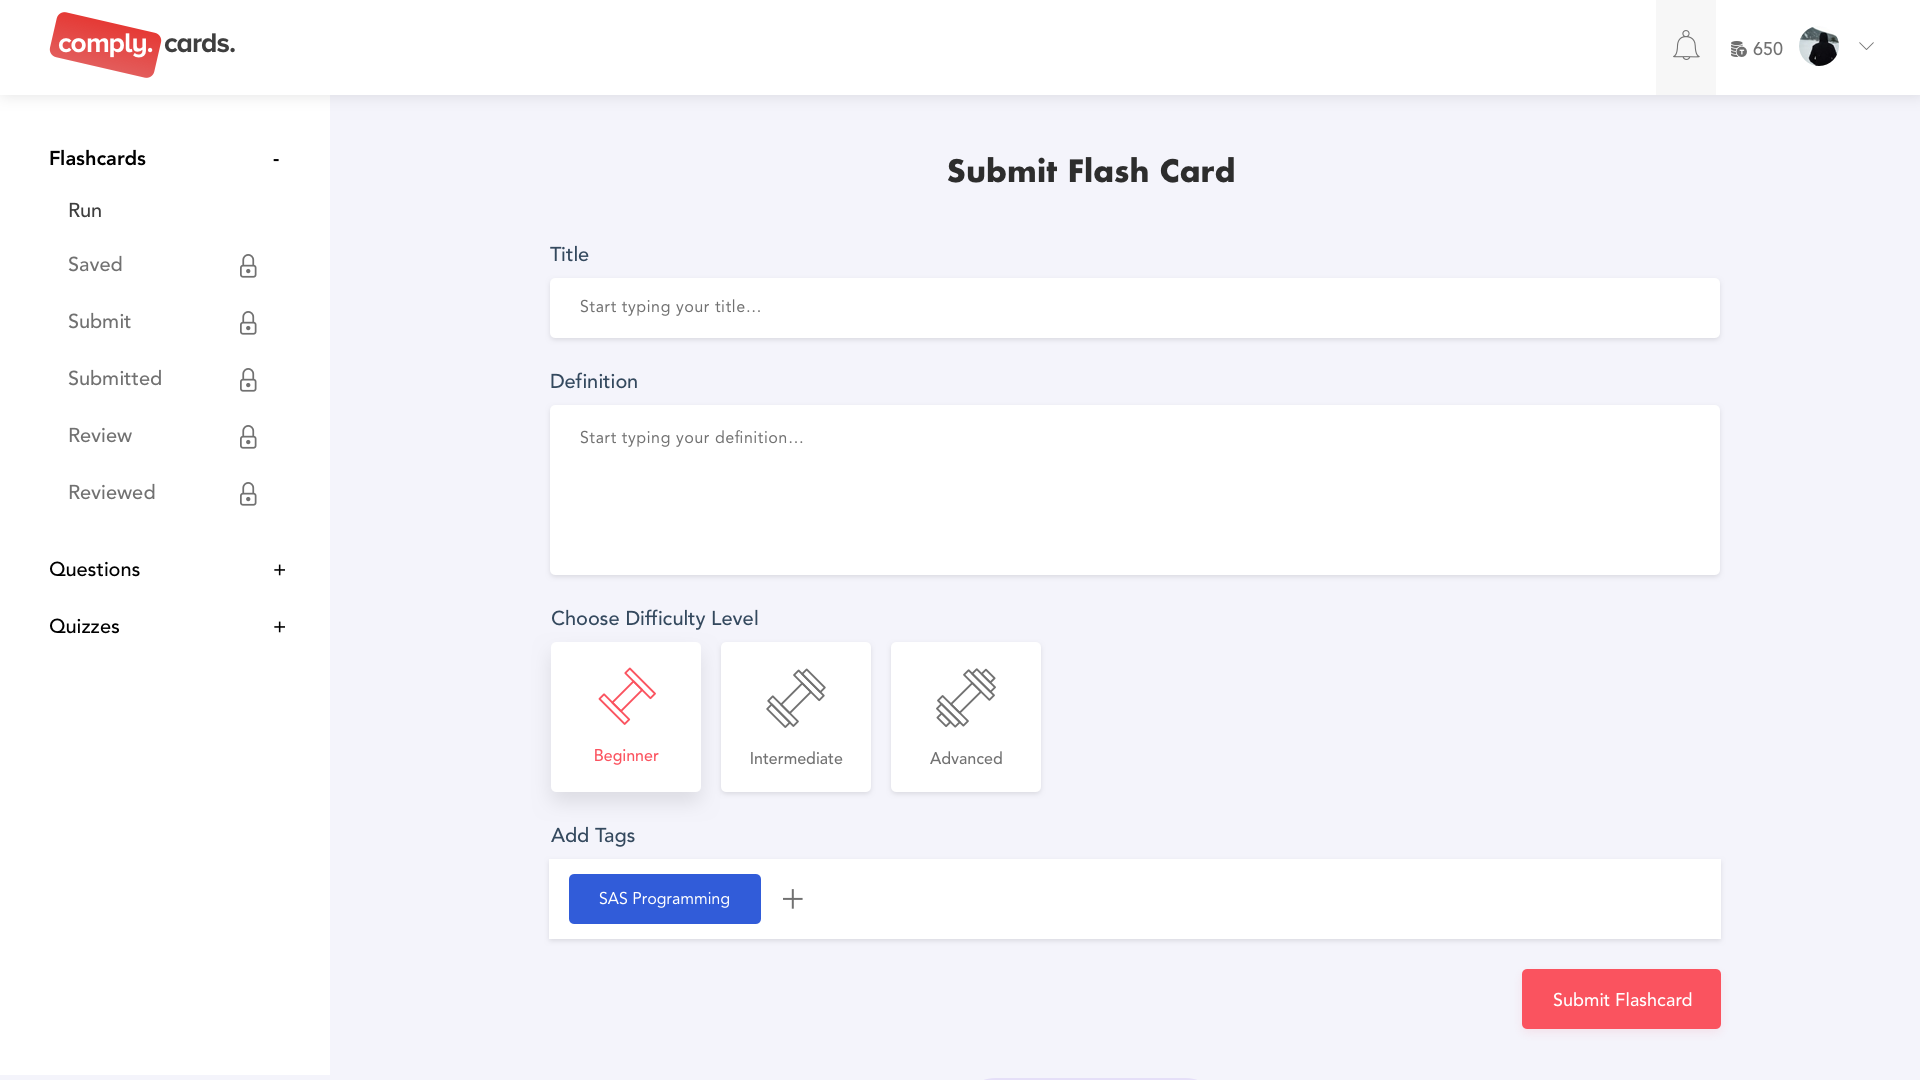 comply. cards.
650
Flashcards -
Run
Saved
Submit
Submitted
Review
Reviewed
Questions +
Quizzes +
Submit Flash Card
Title
Start typing your title...
Definition
Start typing your definition...
Choose Difficulty Level
Beginner
Intermediate
Advanced
Add Tags
SAS Programming
Submit Flashcard